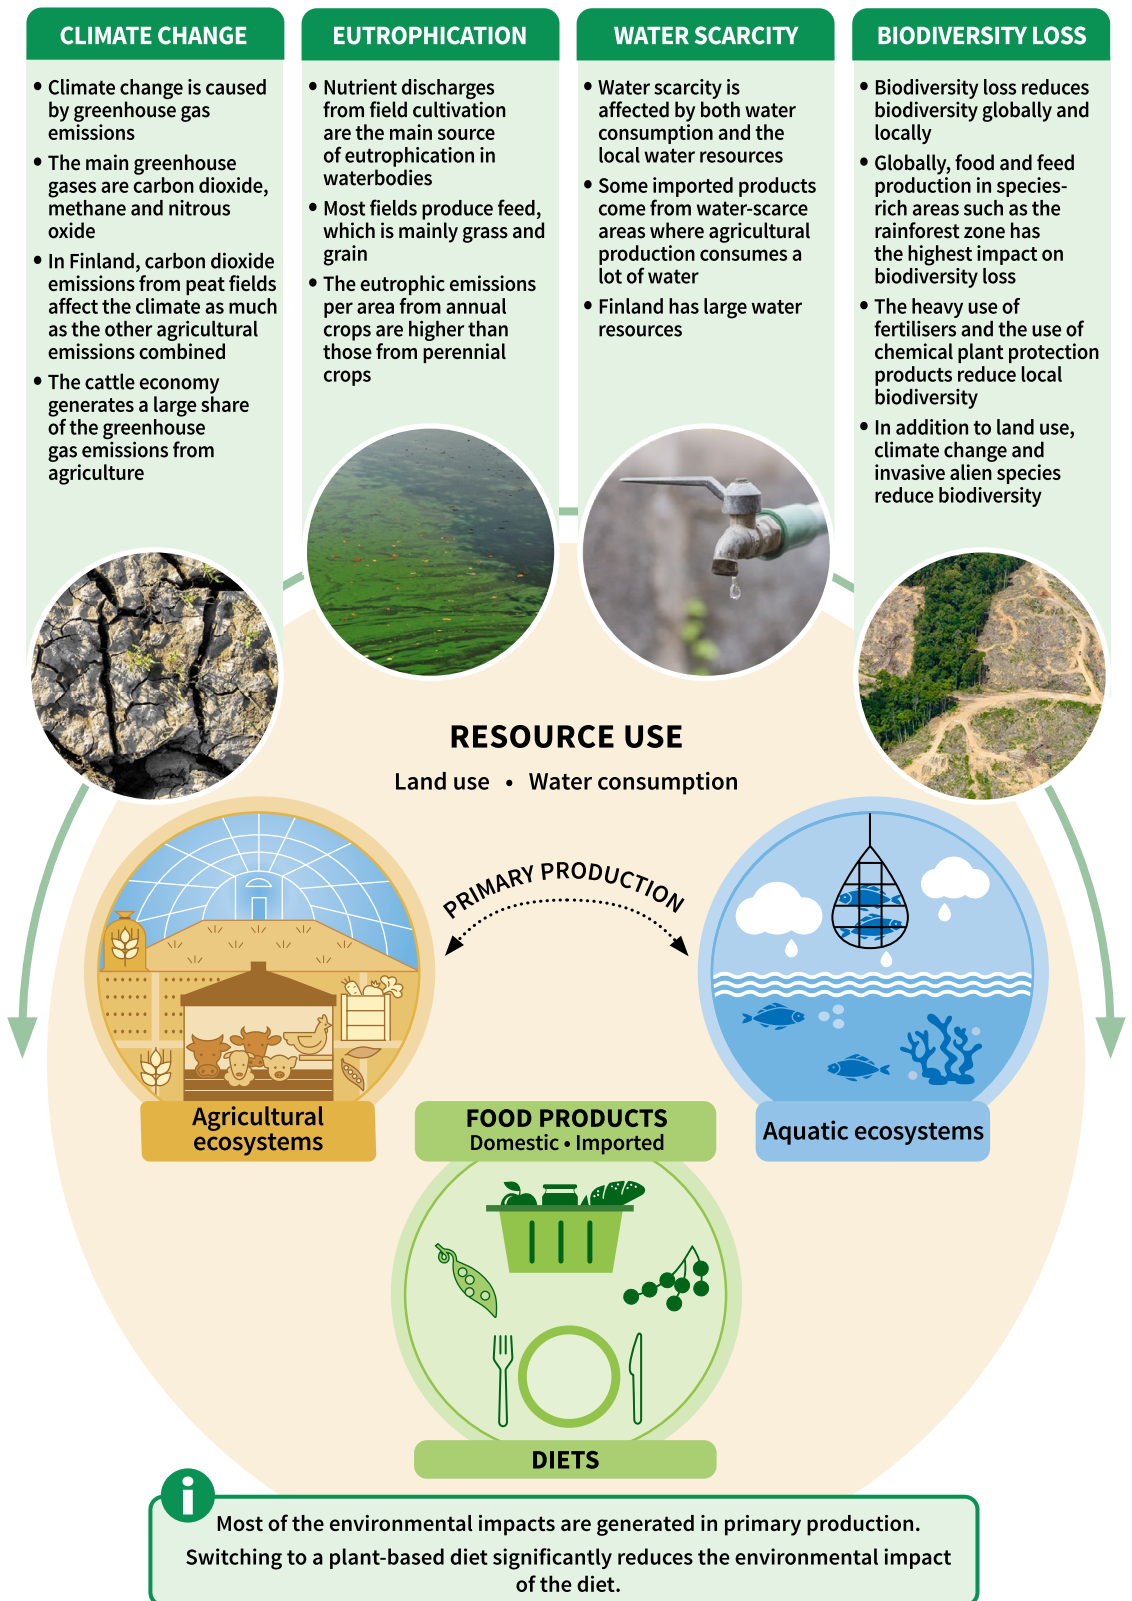 CLIMATE CHANGE
• Climate change is caused
by greenhouse gas
emissions
• The main greenhouse
gases are carbon dioxide,
methane and nitrous
oxide
• In Finland, carbon dioxide
emissions from peat fields
affect the climate as much
as the other agricultural
emissions combined
• The cattle economy
generates a large share
of the greenhouse
gas emissions from
agriculture
EUTROPHICATION
• Nutrient discharges
from field cultivation
are the main source
of eutrophication in
waterbodies
• Most fields produce feed,
which is mainly grass and
grain
• The eutrophic emissions
per area from annual
crops are higher than
those from perennial
crops
WATER SCARCITY
• Water scarcity is
affected by both water
consumption and the
local water resources
• Some imported products
come from water-scarce
areas where agricultural
production consumes a
lot of water
• Finland has large water
resources
BIODIVERSITY LOSS
• Biodiversity loss reduces
biodiversity globally and
locally
• Globally, food and feed
production in species-
rich areas such as the
rainforest zone has
the highest impact on
biodiversity loss
• The heavy use of
fertilisers and the use of
chemical plant protection
products reduce local
biodiversity
• In addition to land use,
climate change and
invasive alien species
reduce biodiversity
RESOURCE USE
Land use • Water consumption
PRIMARY PRODUCTION
Agricultural
ecosystems
FOOD PRODUCTS
Domestic • Imported
Aquatic ecosystems
DIETS
i
Most of the environmental impacts are generated in primary production.
Switching to a plant-based diet significantly reduces the environmental impact
of the diet.